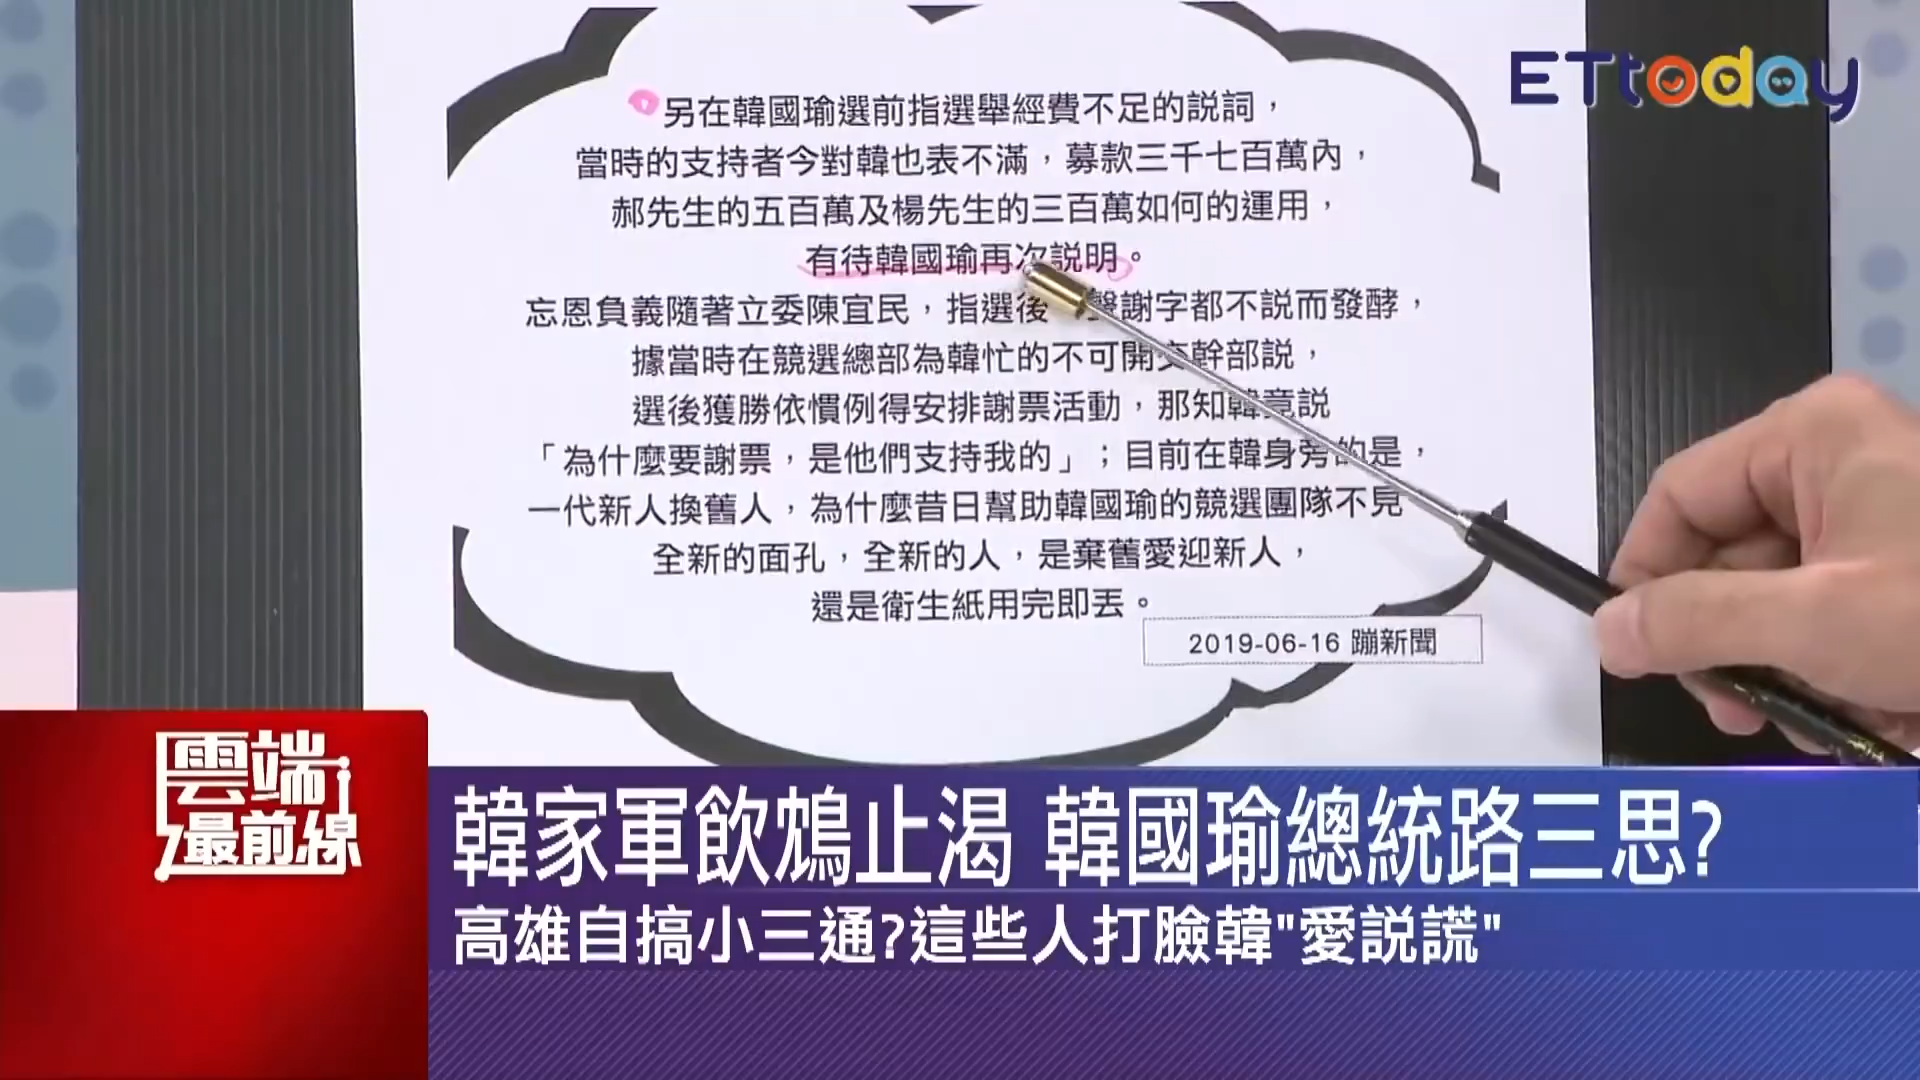 ETtoday
另在韓國瑜選前指選舉經費不足的説詞，
當時的支持者今對韓也表不滿，募款三千七百萬內，
郝先生的五百萬及楊先生的三百萬如何的運用，
有待韓國瑜再次説明。
忘恩負義隨著立委陳宜民，指選後 聲謝字都不説而發酵，
據當時在競選總部為韓忙的不可開交幹部説，
選後獲勝依慣例得安排謝票活動，那知韓竟説
「為什麼要謝票，是他們支持我的」；目前在韓身旁的是，
一代新人換舊人，為什麼昔日幫助韓國瑜的競選團隊不見
全新的面孔，全新的人，是棄舊愛迎新人，
還是衛生紙用完即丟。
2019-06-16 蹦新聞
雲端
最前線
韓家軍飲鴆止渴 韓國瑜總統路三思?
高雄自搞小三通?這些人打臉韓"愛説謊"